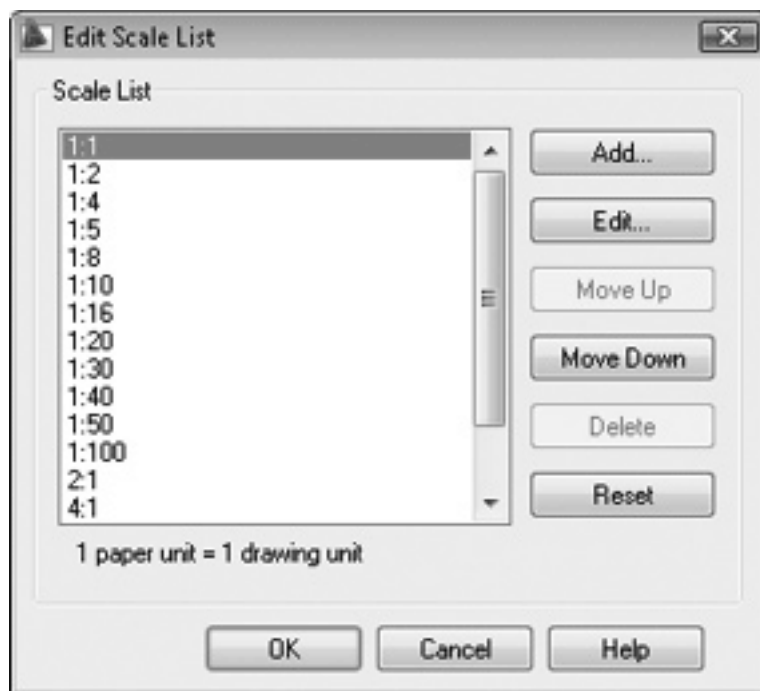 Edit Scale List
Scale List
1:1
1:2
1:4
1:5
1:8
1:10
1:16
1:20
1:30
1:40
1:50
1:100
2:1
4:1
Add...
Edit...
Move Up
Move Down
Delete
Reset
1 paper unit = 1 drawing unit
OK Cancel Help